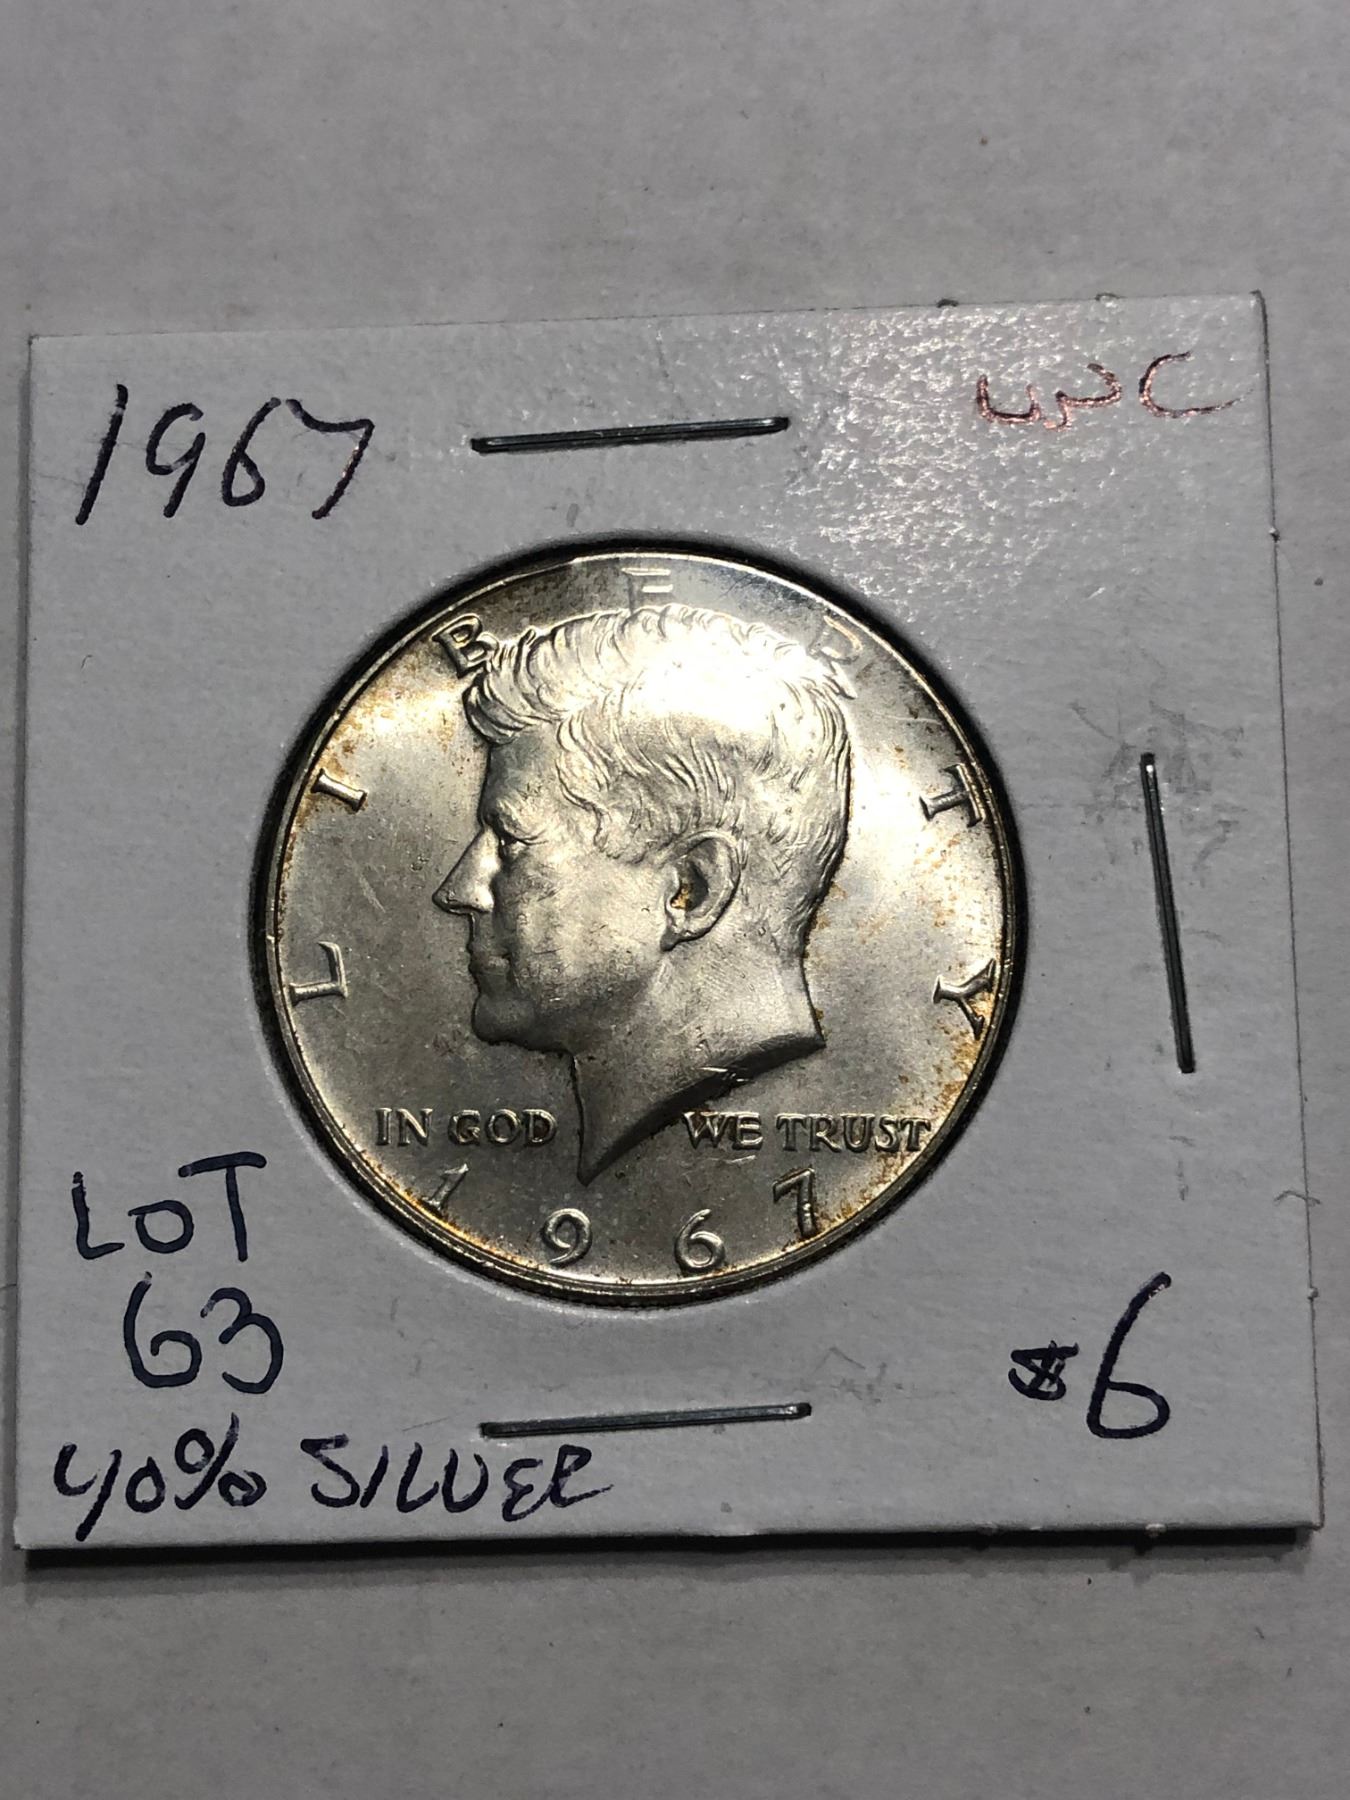 1967
UNC
LIBERTY
IN GOD WE TRUST
1967
LOT
63
$6
40% SILVER